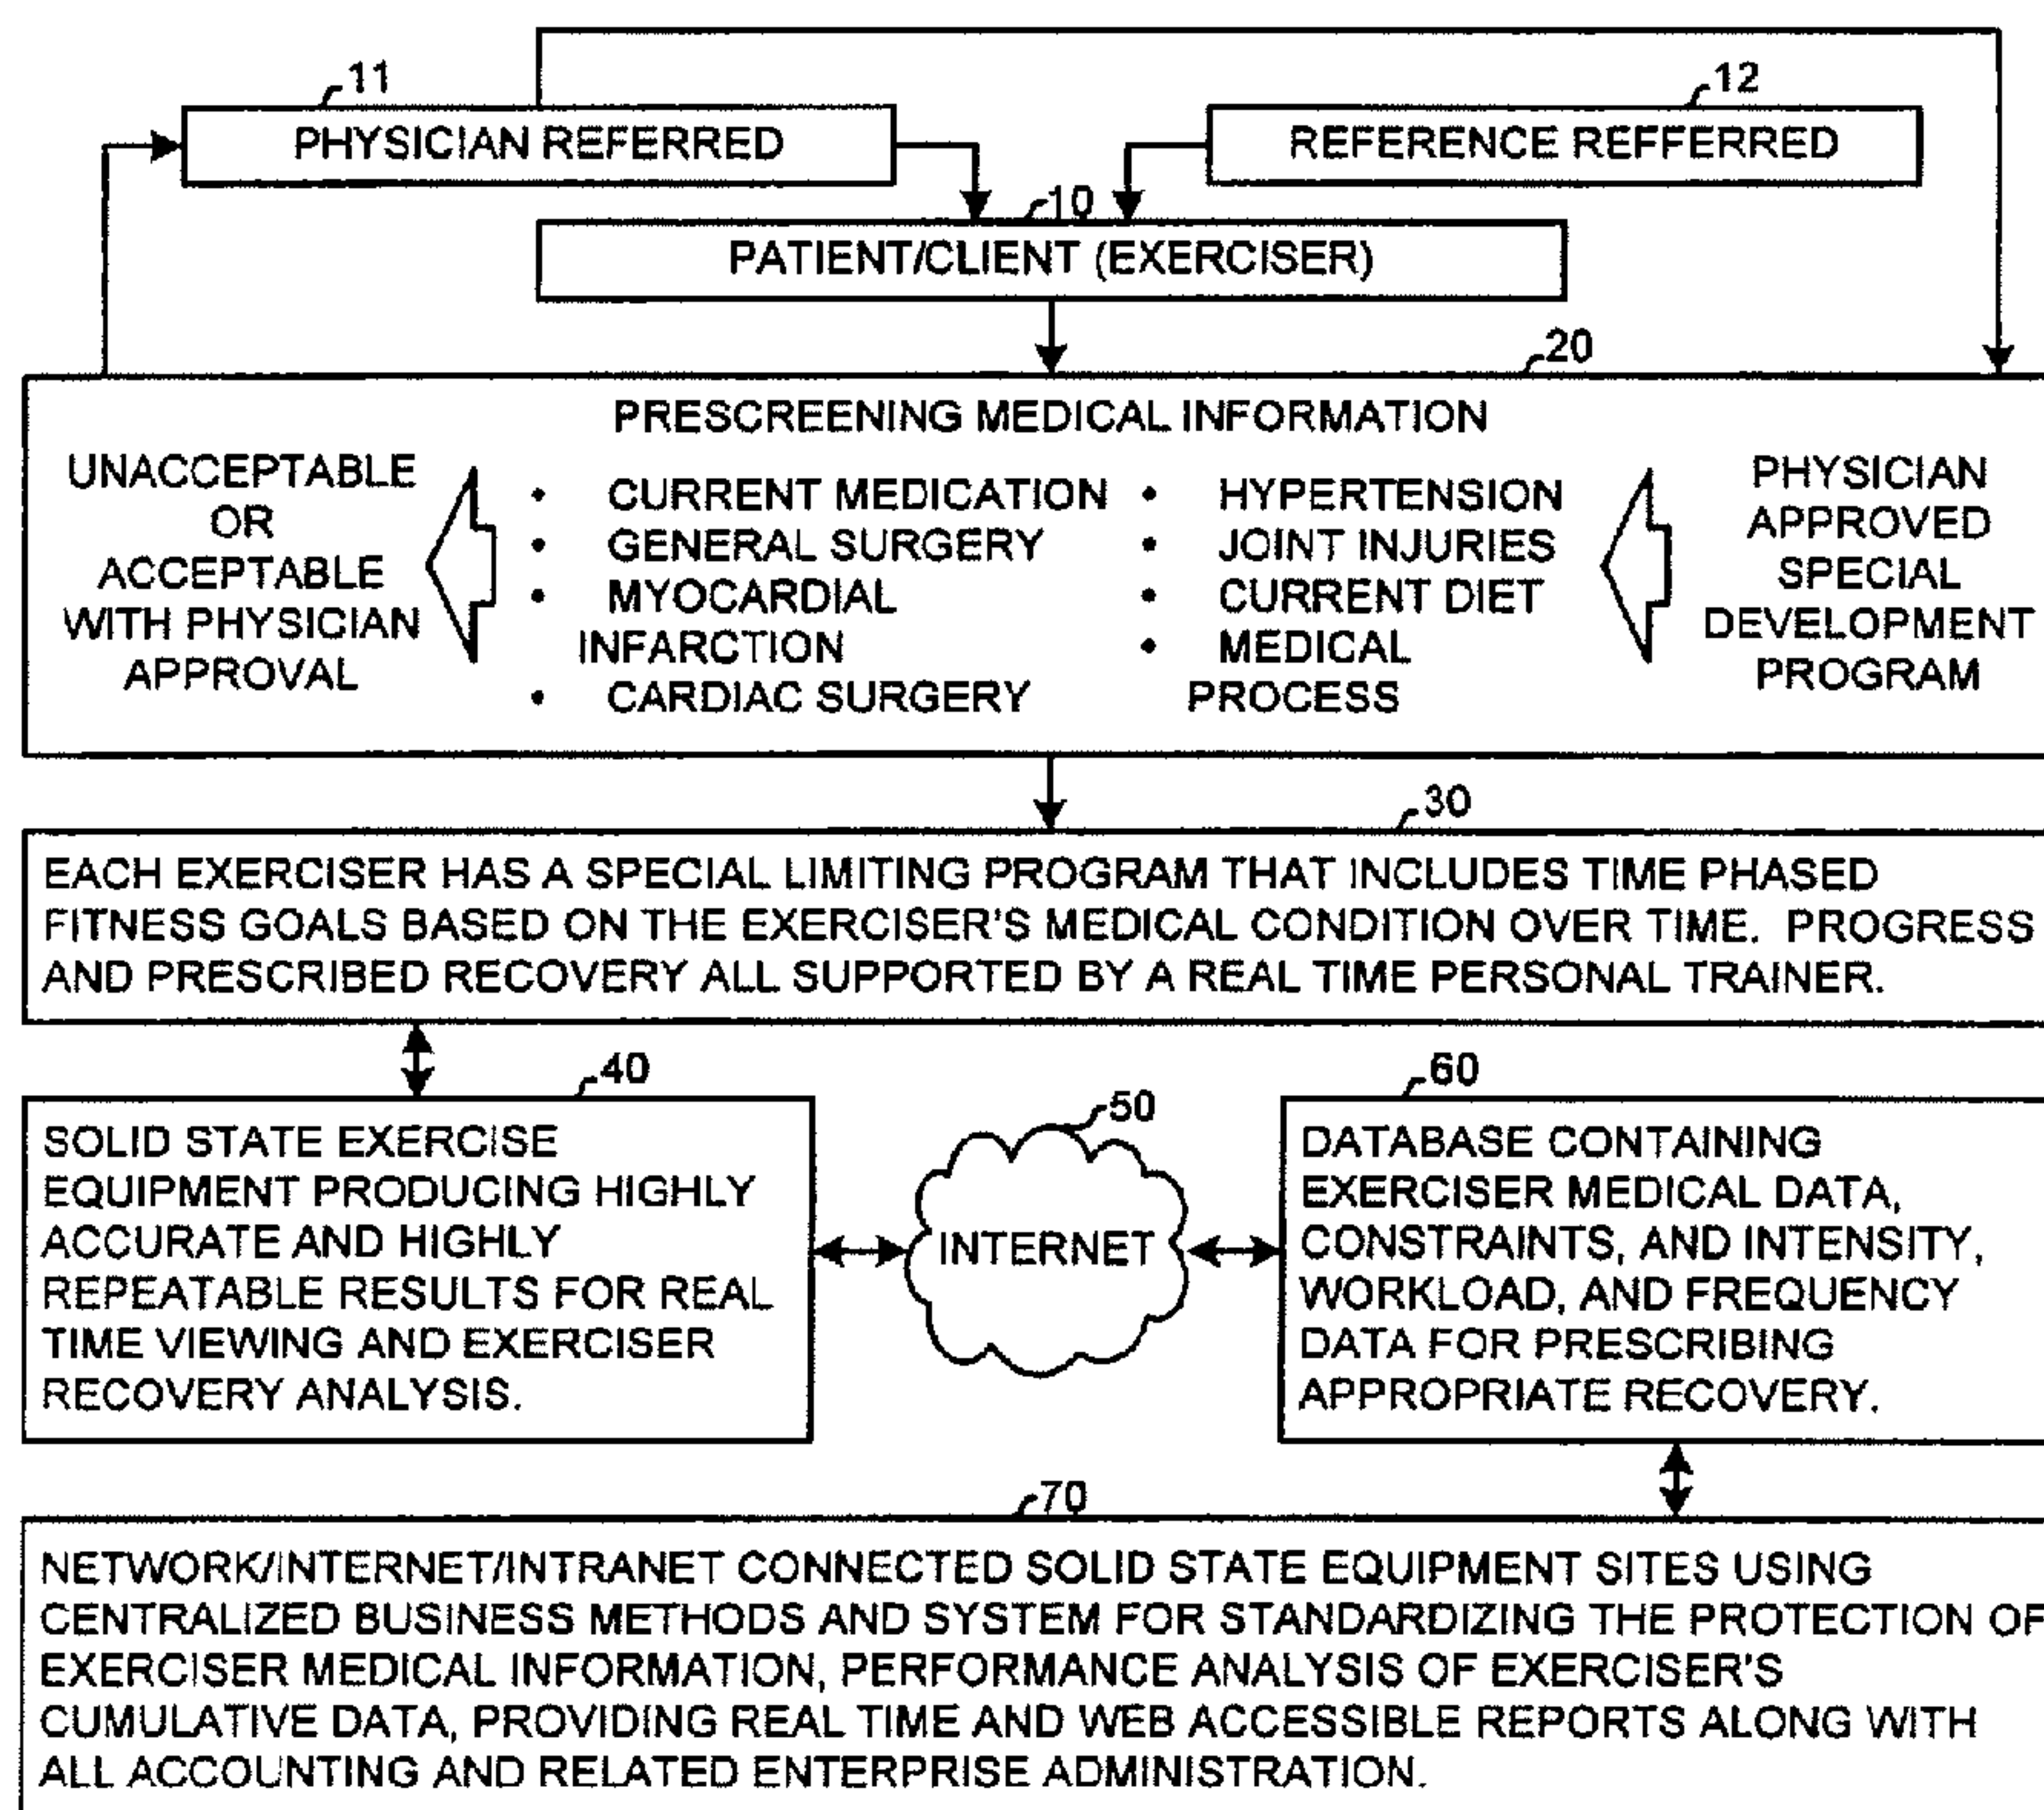 11
12
PHYSICIAN REFERRED
REFERENCE REFFERRED
10
PATIENT/CLIENT (EXERCISER)
20
PRESCREENING MEDICAL INFORMATION
UNACCEPTABLE
OR
ACCEPTABLE
WITH PHYSICIAN
APPROVAL
• CURRENT MEDICATION
• GENERAL SURGERY
• MYOCARDIAL
INFARCTION
• CARDIAC SURGERY
• HYPERTENSION
• JOINT INJURIES
• CURRENT DIET
• MEDICAL
PROCESS
PHYSICIAN
APPROVED
SPECIAL
DEVELOPMENT
PROGRAM
30
EACH EXERCISER HAS A SPECIAL LIMITING PROGRAM THAT INCLUDES TIME PHASED
FITNESS GOALS BASED ON THE EXERCISER'S MEDICAL CONDITION OVER TIME. PROGRESS
AND PRESCRIBED RECOVERY ALL SUPPORTED BY A REAL TIME PERSONAL TRAINER.
40
SOLID STATE EXERCISE
EQUIPMENT PRODUCING HIGHLY
ACCURATE AND HIGHLY
REPEATABLE RESULTS FOR REAL
TIME VIEWING AND EXERCISER
RECOVERY ANALYSIS.
50
INTERNET
60
DATABASE CONTAINING
EXERCISER MEDICAL DATA,
CONSTRAINTS, AND INTENSITY,
WORKLOAD, AND FREQUENCY
DATA FOR PRESCRIBING
APPROPRIATE RECOVERY.
70
NETWORK/INTERNET/INTRANET CONNECTED SOLID STATE EQUIPMENT SITES USING
CENTRALIZED BUSINESS METHODS AND SYSTEM FOR STANDARDIZING THE PROTECTION OF
EXERCISER MEDICAL INFORMATION, PERFORMANCE ANALYSIS OF EXERCISER'S
CUMULATIVE DATA, PROVIDING REAL TIME AND WEB ACCESSIBLE REPORTS ALONG WITH
ALL ACCOUNTING AND RELATED ENTERPRISE ADMINISTRATION.